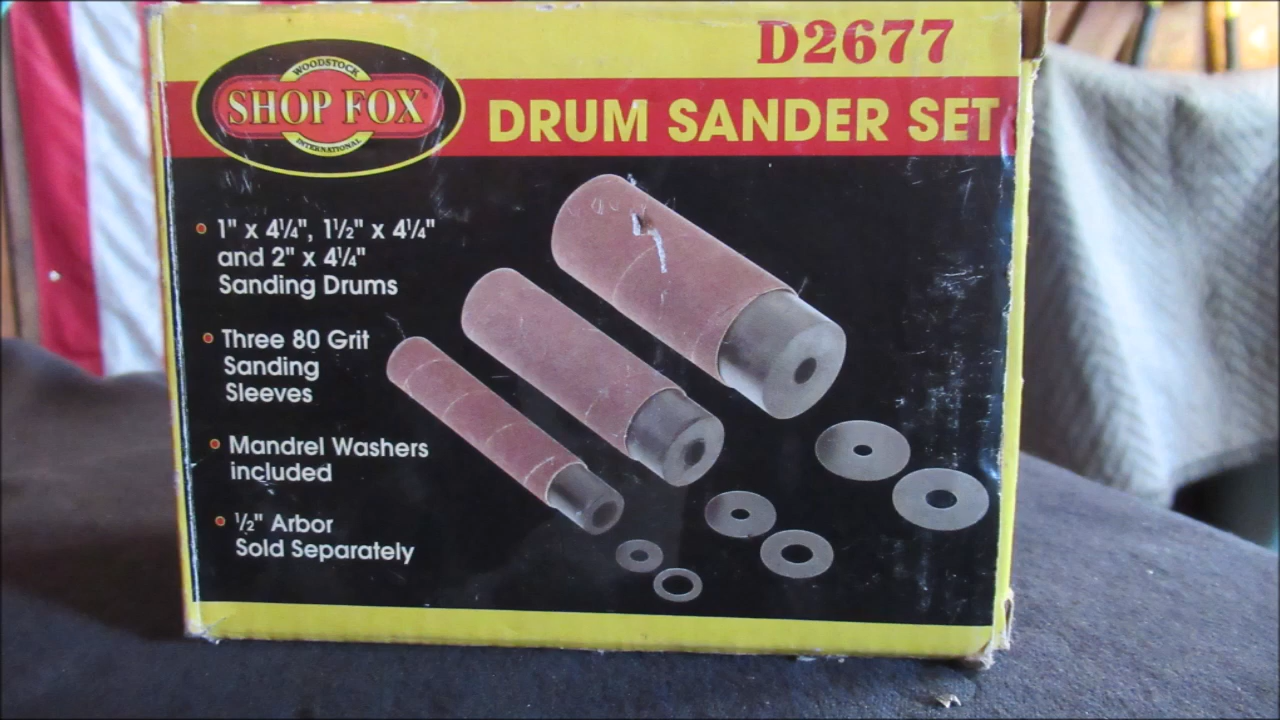 D2677
WOODSTOCK
SHOP FOX®
INTERNATIONAL
DRUM SANDER SET
• 1" x 4¼", 1½" x 4¼"
and 2" x 4¼"
Sanding Drums
• Three 80 Grit
Sanding
Sleeves
• Mandrel Washers
included
• ½" Arbor
Sold Separately